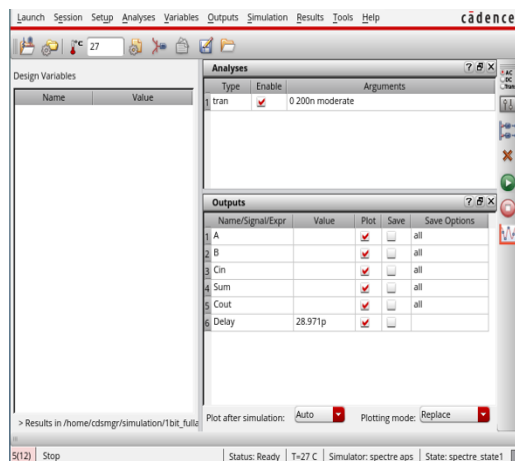 Launch Session Setup Analyses Variables Outputs Simulation Results Tools Help cādence
°C 27
Design Variables
Name Value
Analyses ? X
Type Enable Arguments
1 tran 0 200n moderate
AC
DC
Trans
Outputs ? X
Name/Signal/Expr Value Plot Save Save Options
1 A all
2 B all
3 Cin all
4 Sum all
5 Cout all
6 Delay 28.971p
> Results in /home/cdsmgr/simulation/1bit_fulla
Plot after simulation: Auto Plotting mode: Replace
5(12) Stop Status: Ready T=27 C Simulator: spectre aps State: spectre_state1